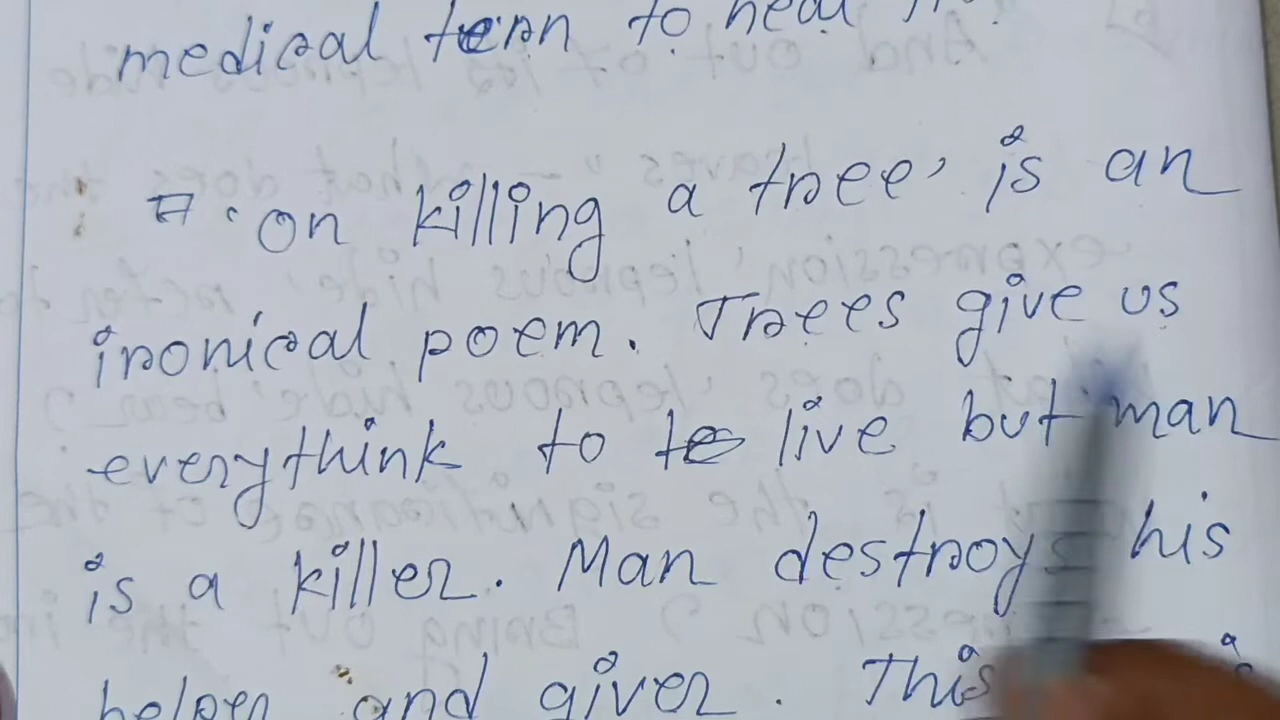 medical term to heal
'on killing a tree' is an
ironical poem. Trees give us
everythink to live but man
is a killer. Man destroys his
helper and giver. This